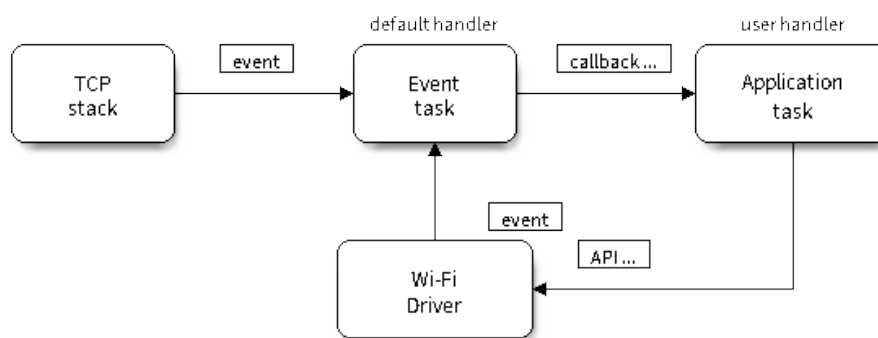 default handler
user handler
TCP
stack
event
Event
task
callback...
Application
task
event
Wi-Fi
Driver
API...